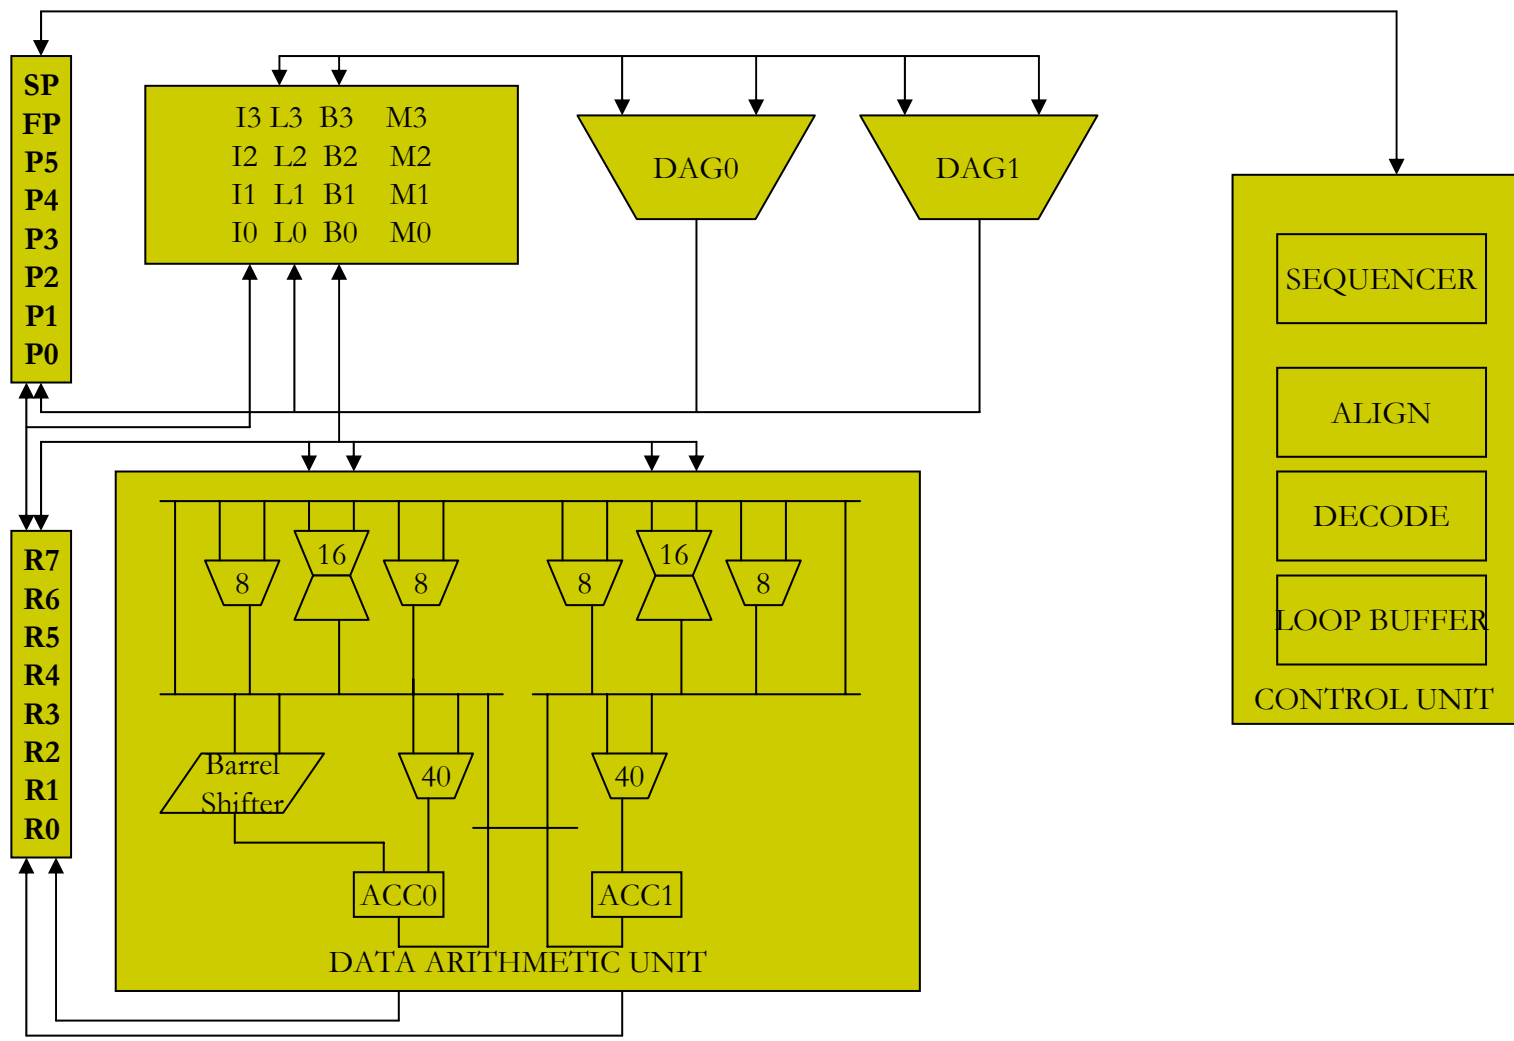 SP
FP
P5
P4
P3
P2
P1
P0
I3 L3 B3 M3
I2 L2 B2 M2
I1 L1 B1 M1
I0 L0 B0 M0
DAG0
DAG1
SEQUENCER
ALIGN
DECODE
LOOP BUFFER
CONTROL UNIT
R7
R6
R5
R4
R3
R2
R1
R0
8
16
8
8
16
8
Barrel
Shifter
40
40
ACC0
ACC1
DATA ARITHMETIC UNIT